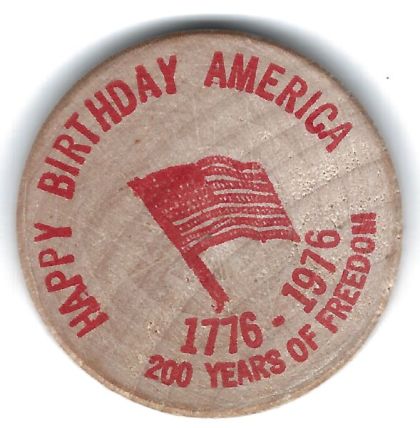 HAPPY BIRTHDAY AMERICA
1776-1976
200 YEARS OF FREEDOM